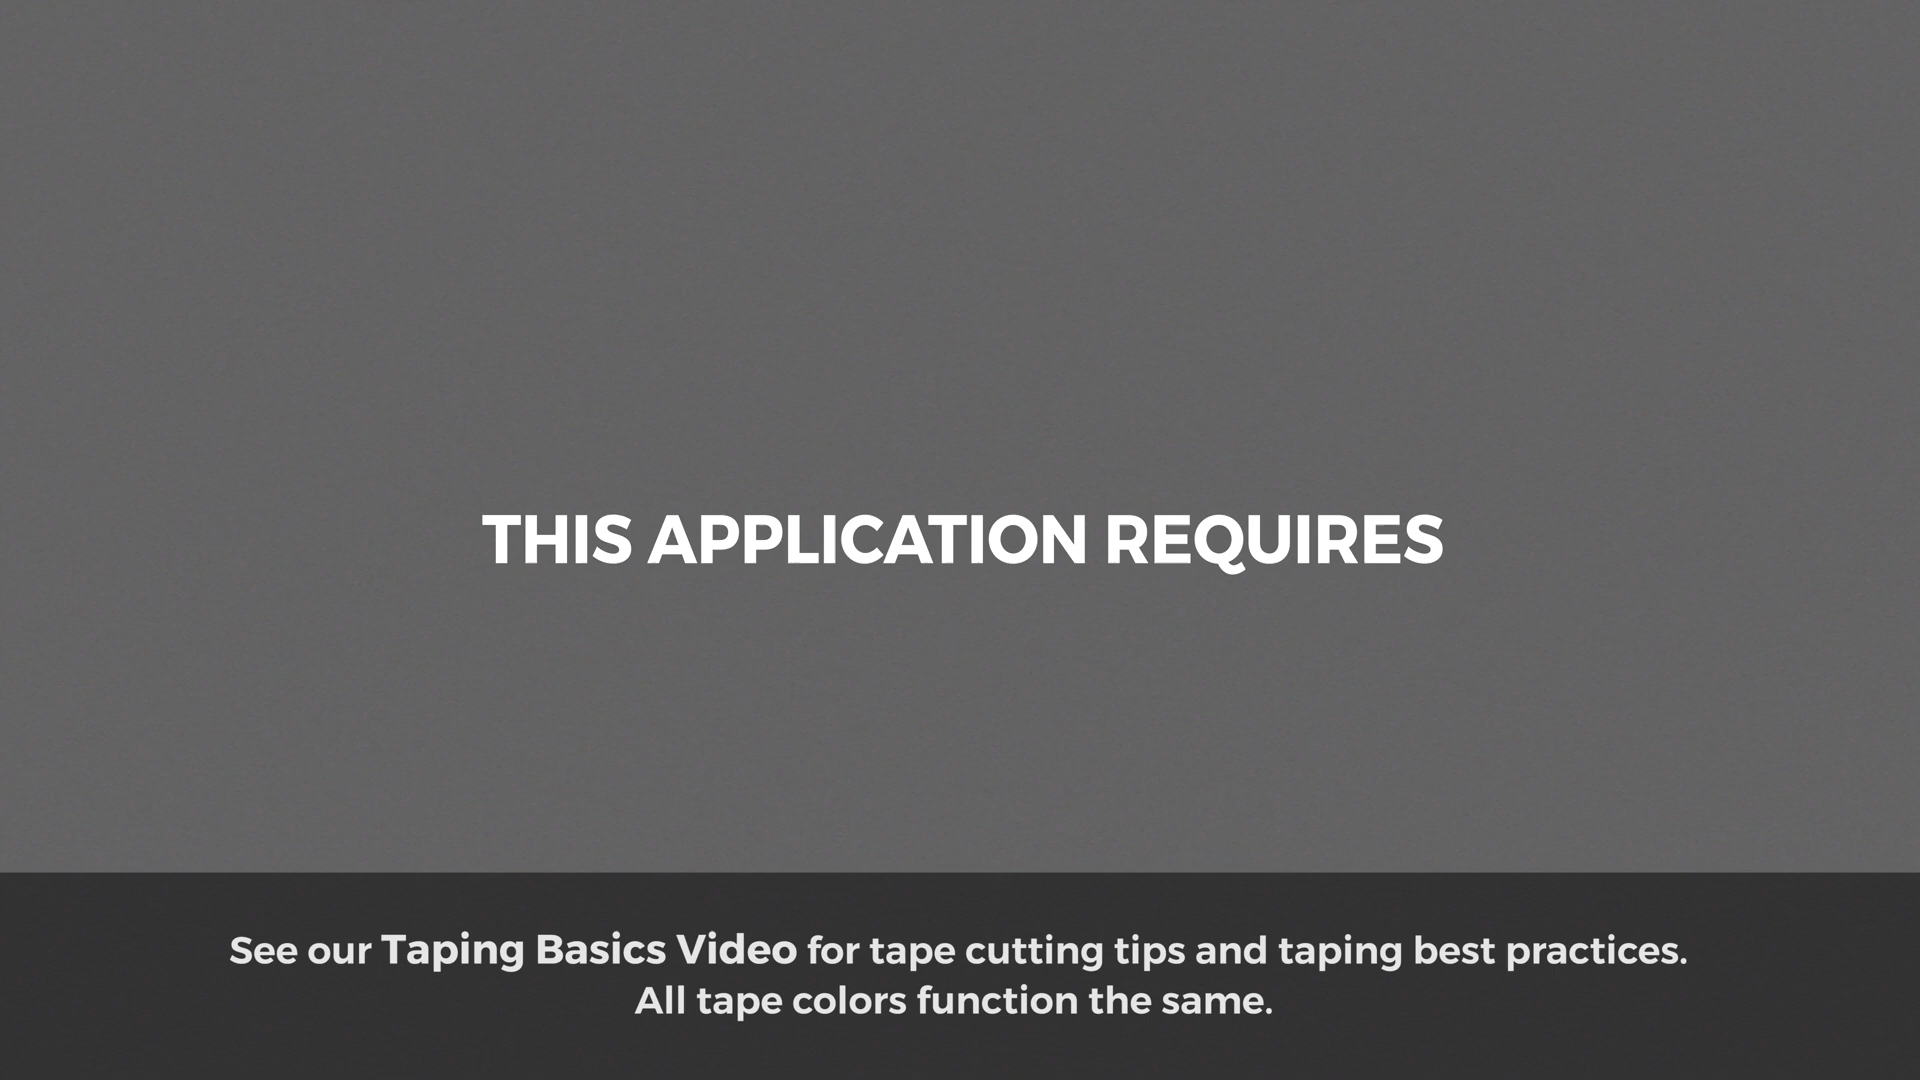 THIS APPLICATION REQUIRES
See our Taping Basics Video for tape cutting tips and taping best practices.
All tape colors function the same.